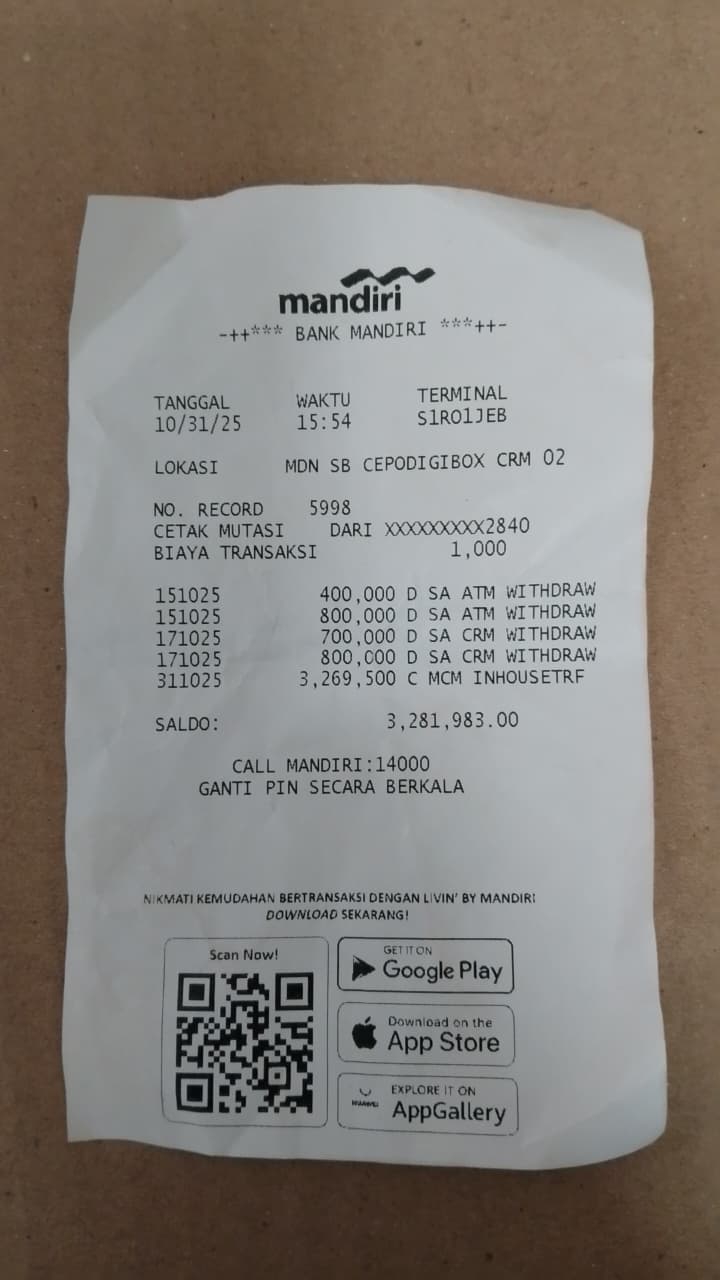 mandiri
-++*** BANK MANDIRI ***++-
TANGGAL WAKTU TERMINAL
10/31/25 15:54 S1RO1JEB
LOKASI MDN SB CEPODIGIBOX CRM 02
NO. RECORD 5998
CETAK MUTASI DARI XXXXXXXXX2840
BIAYA TRANSAKSI 1,000
151025 400,000 D SA ATM WITHDRAW
151025 800,000 D SA ATM WITHDRAW
171025 700,000 D SA CRM WITHDRAW
171025 800,000 D SA CRM WITHDRAW
311025 3,269,500 C MCM INHOUSETRF
SALDO: 3,281,983.00
CALL MANDIRI:14000
GANTI PIN SECARA BERKALA
NIKMATI KEMUDAHAN BERTRANSAKSI DENGAN LIVIN' BY MANDIRI
DOWNLOAD SEKARANG!
Scan Now!
GET IT ON
Google Play
Download on the
App Store
HUAWEI
EXPLORE IT ON
AppGallery